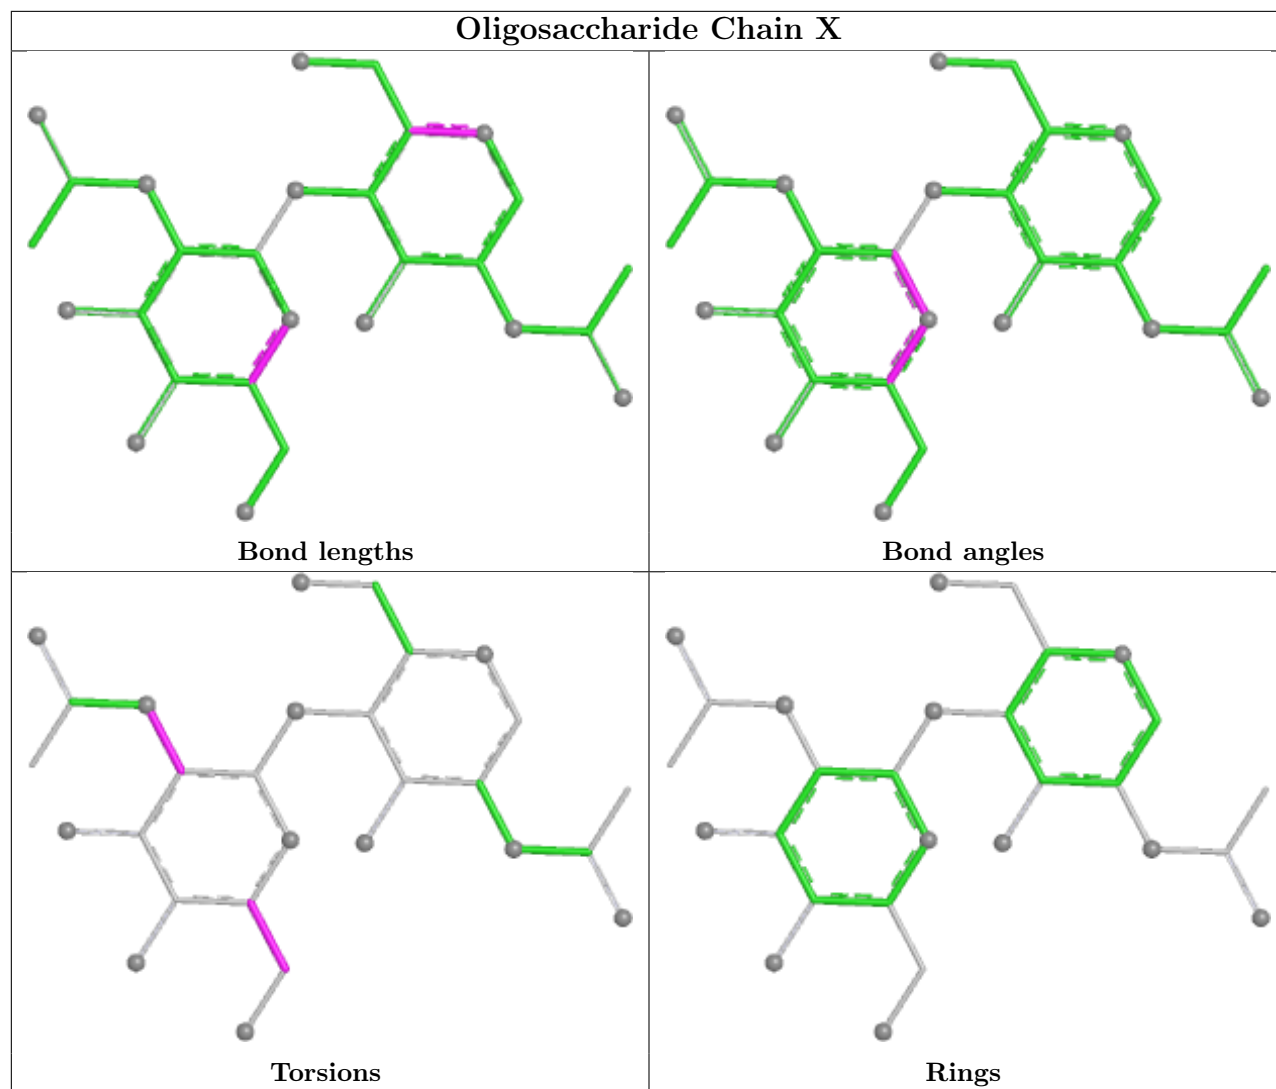 Oligosaccharide Chain X
Bond lengths
Bond angles
Torsions
Rings